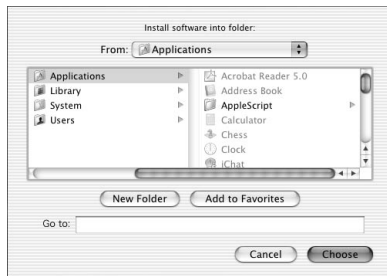 Install software into folder:
From: Applications
Applications
Library
System
Users
Acrobat Reader 5.0
Address Book
AppleScript
Calculator
Chess
Clock
iChat
New Folder
Add to Favorites
Go to:
Cancel
Choose